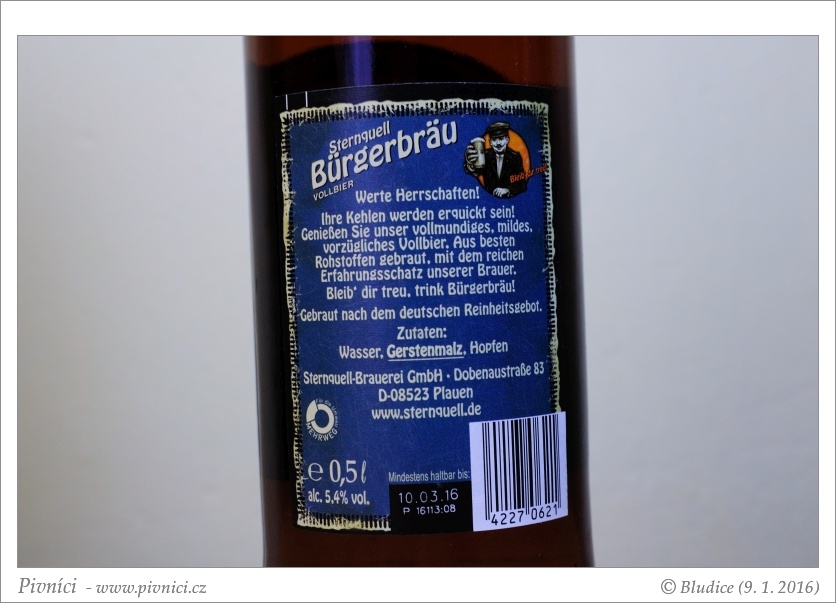 Sternquell
Bürgerbräu
VOLLBIER
Werte Herrschaften!
Ihre Kehlen werden erquickt sein!
Genießen Sie unser vollmundiges, mildes,
vorzügliches Vollbier. Aus besten
Rohstoffen gebraut, mit dem reichen
Erfahrungsschatz unserer Brauer.
Bleib' dir treu, trink Bürgerbräu!
Gebraut nach dem deutschen Reinheitsgebot.
Zutaten:
Wasser, Gerstenmalz, Hopfen
Sternquell-Brauerei GmbH · Dobenaustraße 83
D-08523 Plauen
www.sternquell.de
MEHRWEG
e 0,5 l
alc. 5,4% vol.
Mindestens haltbar bis:
10.03.16
P 16113:08
4227 0621
Pivníci - www.pivnici.cz
© Bludice (9. 1. 2016)